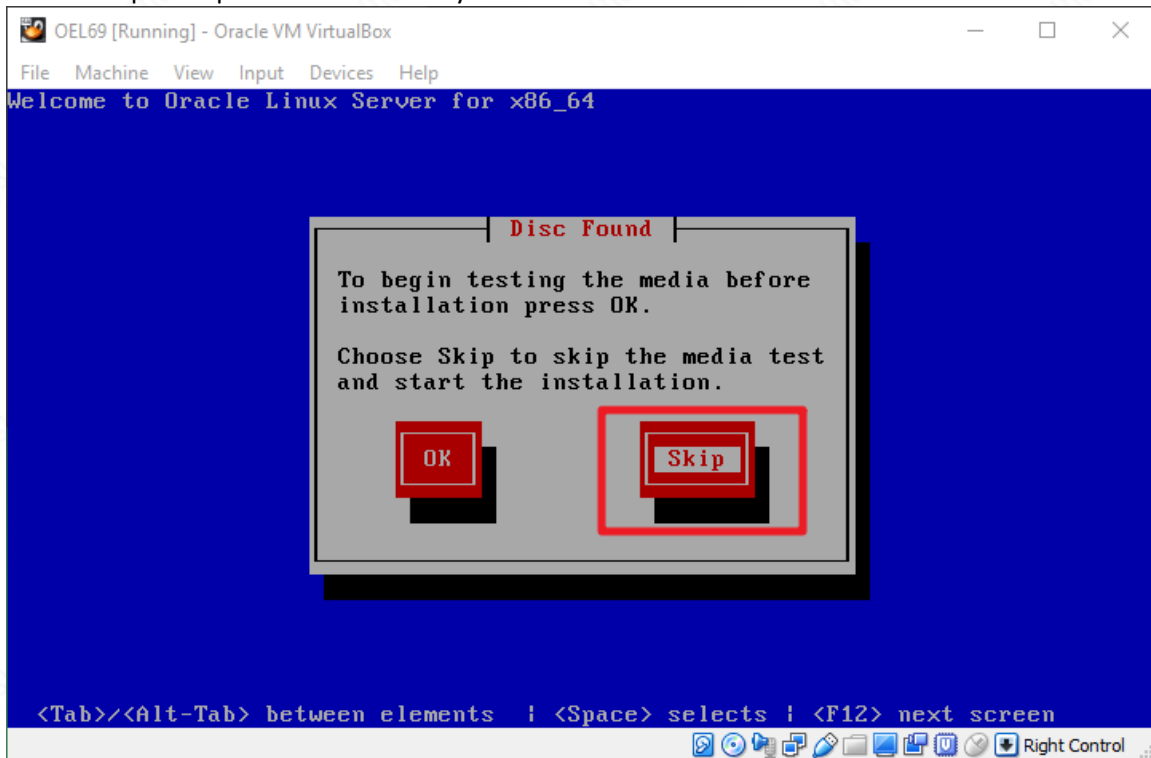 OEL69 [Running] - Oracle VM VirtualBox
File Machine View Input Devices Help
Welcome to Oracle Linux Server for x86_64
Disc Found
To begin testing the media before
installation press OK.
Choose Skip to skip the media test
and start the installation.
OK Skip
<Tab>/<Alt-Tab> between elements | <Space> selects | <F12> next screen
Right Control